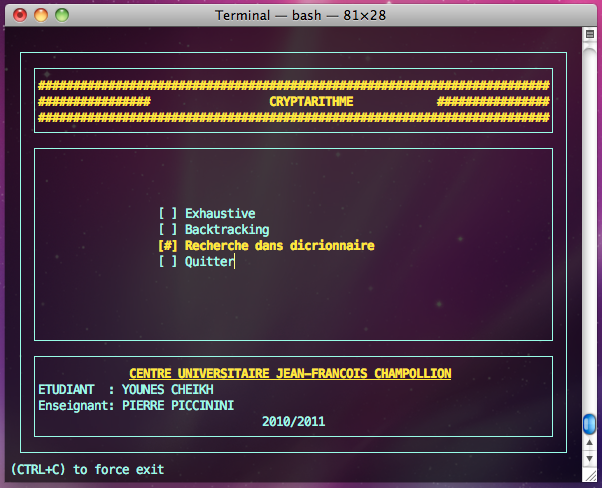 Terminal — bash — 81×28
#########################################################################
################ CRYPTARITHME ################
#########################################################################
[ ] Exhaustive
[ ] Backtracking
[#] Recherche dans dicrionnaire
[ ] Quitter
CENTRE UNIVERSITAIRE JEAN-FRANCOIS CHAMPOLLION
ETUDIANT  : YOUNES CHEIKH
Enseignant: PIERRE PICCININI
2010/2011
(CTRL+C) to force exit